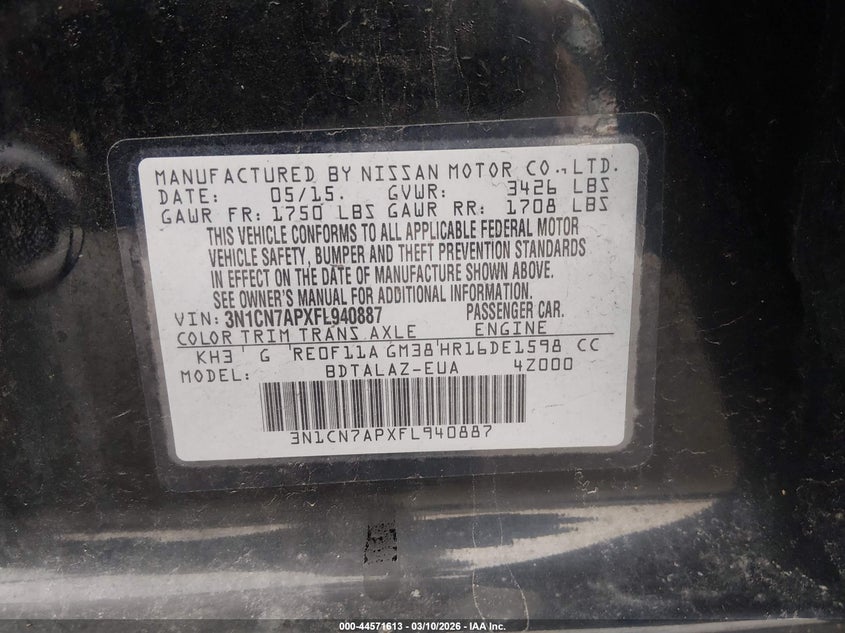 MANUFACTURED BY NISSAN MOTOR CO.,LTD.
DATE: 05/15. GVWR: 3426 LBS
GAWR FR: 1750 LBS GAWR RR: 1708 LBS
THIS VEHICLE CONFORMS TO ALL APPLICABLE FEDERAL MOTOR
VEHICLE SAFETY, BUMPER AND THEFT PREVENTION STANDARDS
IN EFFECT ON THE DATE OF MANUFACTURE SHOWN ABOVE.
SEE OWNER'S MANUAL FOR ADDITIONAL INFORMATION.
VIN: 3N1CN7APXFL940887 PASSENGER CAR.
COLOR TRIM TRANS AXLE ENGINE
KH3 G RE0F11A GM38 HR16DE1598 CC
MODEL: BDTALAZ-EUA 4Z000
3N1CN7APXFL940887
000-44571613 - 03/10/2026 - IAA Inc.